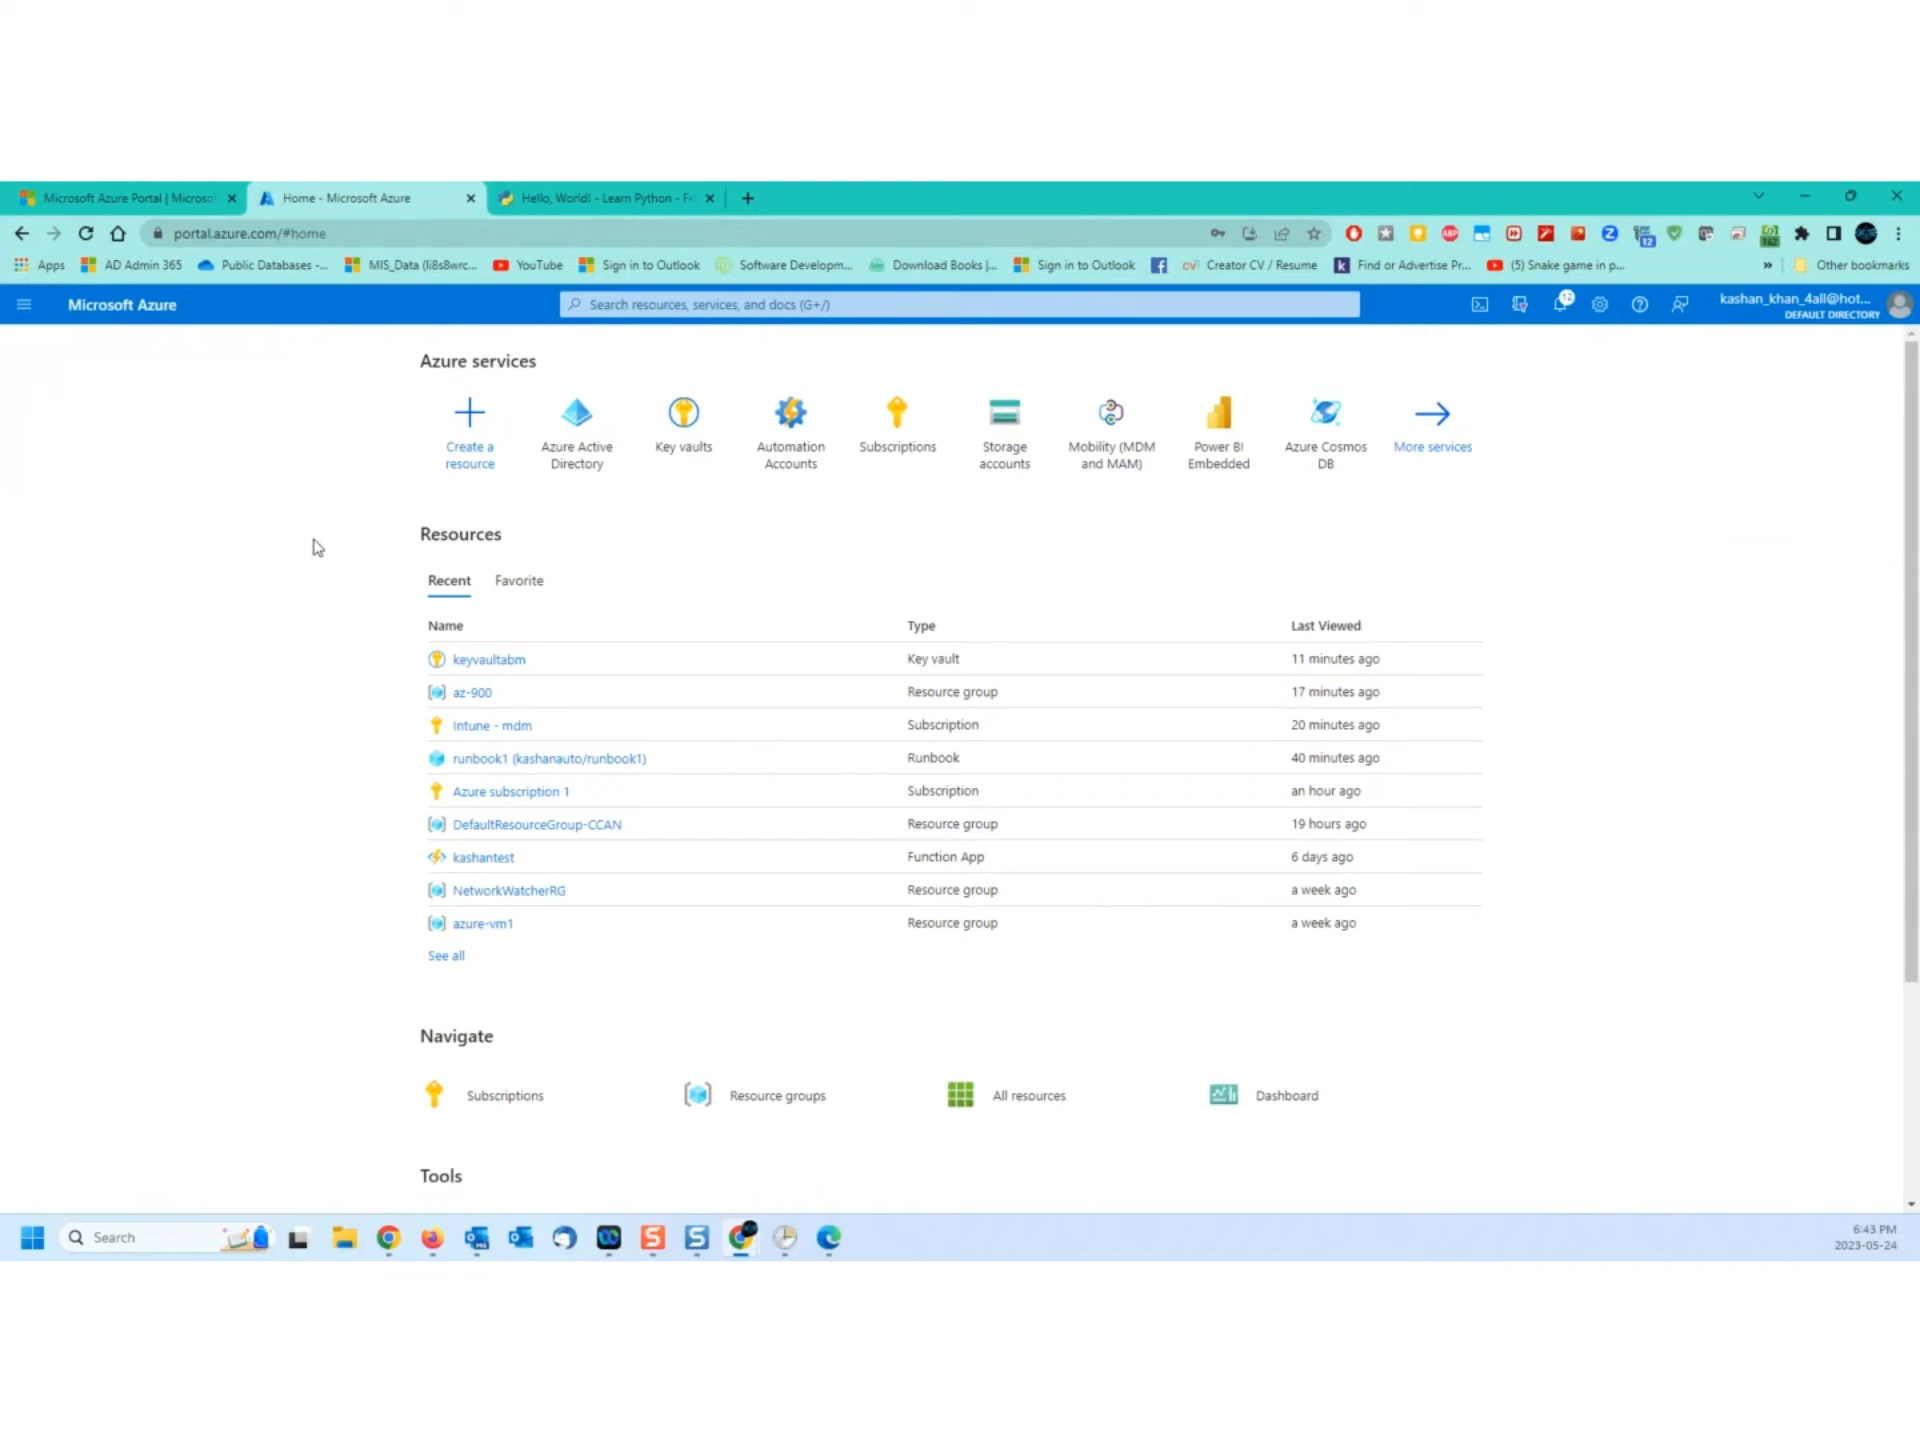 Microsoft Azure Portal | Microso
Home - Microsoft Azure
Hello, World! - Learn Python - Fr
portal.azure.com/#home
12
162
Apps
AD Admin 365
Public Databases -...
MIS_Data (li8s8wrc...
YouTube
Sign in to Outlook
Software Developm...
Download Books |...
Sign in to Outlook
Creator CV / Resume
Find or Advertise Pr...
(5) Snake game in p...
»
Other bookmarks
Microsoft Azure
Search resources, services, and docs (G+/)
12
kashan_khan_4all@hot...
DEFAULT DIRECTORY
Azure services
Create a resource
Azure Active Directory
Key vaults
Automation Accounts
Subscriptions
Storage accounts
Mobility (MDM and MAM)
Power BI Embedded
Azure Cosmos DB
More services
Resources
Recent Favorite
Name Type Last Viewed
keyvaultabm Key vault 11 minutes ago
az-900 Resource group 17 minutes ago
Intune - mdm Subscription 20 minutes ago
runbook1 (kashanauto/runbook1) Runbook 40 minutes ago
Azure subscription 1 Subscription an hour ago
DefaultResourceGroup-CCAN Resource group 19 hours ago
kashantest Function App 6 days ago
NetworkWatcherRG Resource group a week ago
azure-vm1 Resource group a week ago
See all
Navigate
Subscriptions
Resource groups
All resources
Dashboard
Tools
Search
6:43 PM
2023-05-24